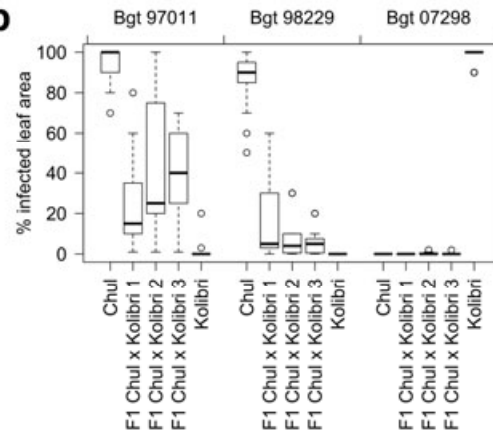 b
Bgt 97011 Bgt 98229 Bgt 07298
% infected leaf area
100
80
60
40
20
0
Chul
F1 Chul x Kolibri 1
F1 Chul x Kolibri 2
F1 Chul x Kolibri 3
Kolibri
Chul
F1 Chul x Kolibri 1
F1 Chul x Kolibri 2
F1 Chul x Kolibri 3
Kolibri
Chul
F1 Chul x Kolibri 1
F1 Chul x Kolibri 2
F1 Chul x Kolibri 3
Kolibri